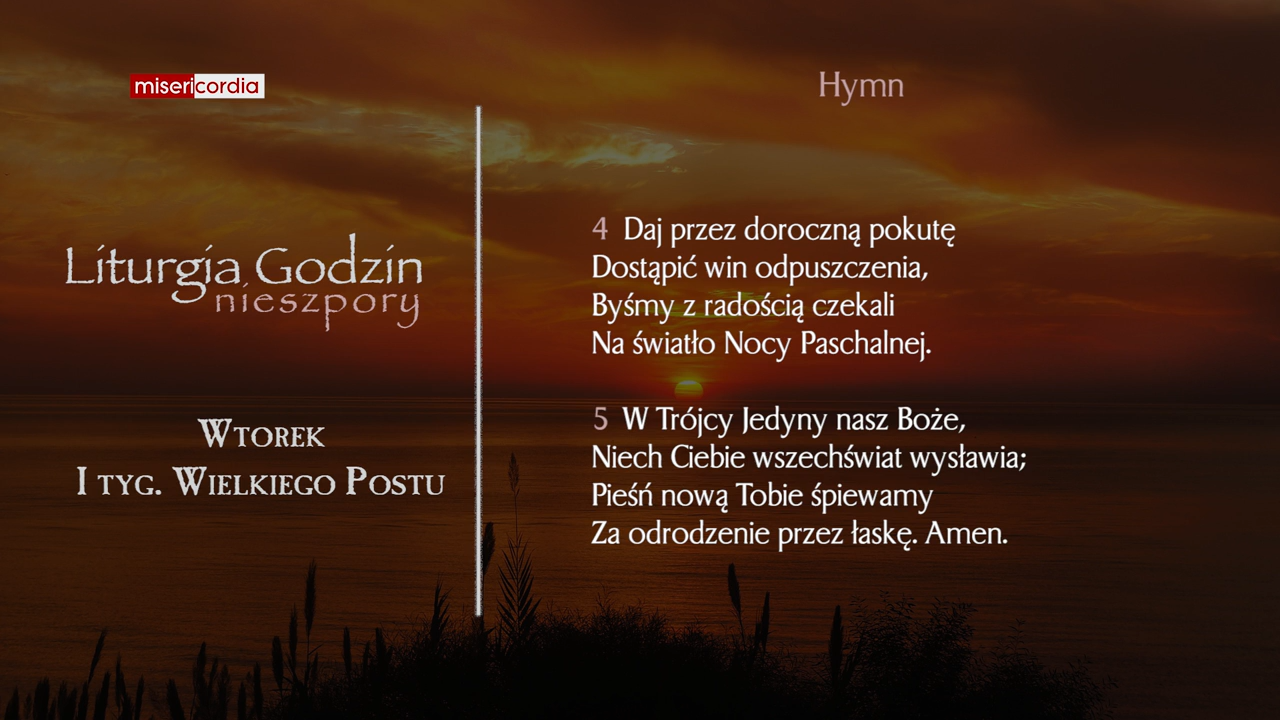 misericordia
Liturgia Godzin
nieszpory
Wtorek
I tyg. Wielkiego Postu
Hymn
4 Daj przez doroczną pokutę
Dostąpić win odpuszczenia,
Byśmy z radością czekali
Na światło Nocy Paschalnej.
5 W Trójcy Jedyny nasz Boże,
Niech Ciebie wszechświat wysławia;
Pieśń nową Tobie śpiewamy
Za odrodzenie przez łaskę. Amen.